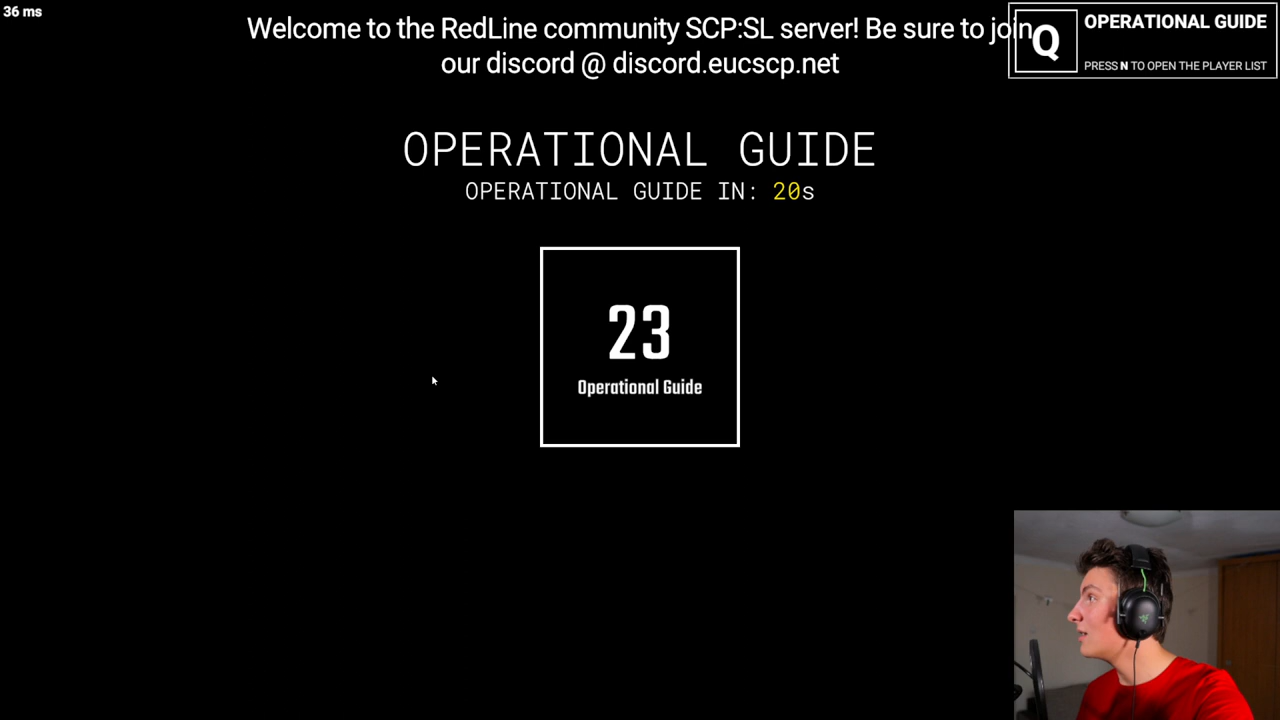 36 ms
Welcome to the RedLine community SCP:SL server! Be sure to join
our discord @ discord.eucscp.net
Q
OPERATIONAL GUIDE
PRESS N TO OPEN THE PLAYER LIST
OPERATIONAL GUIDE
OPERATIONAL GUIDE IN: 20s
23
Operational Guide